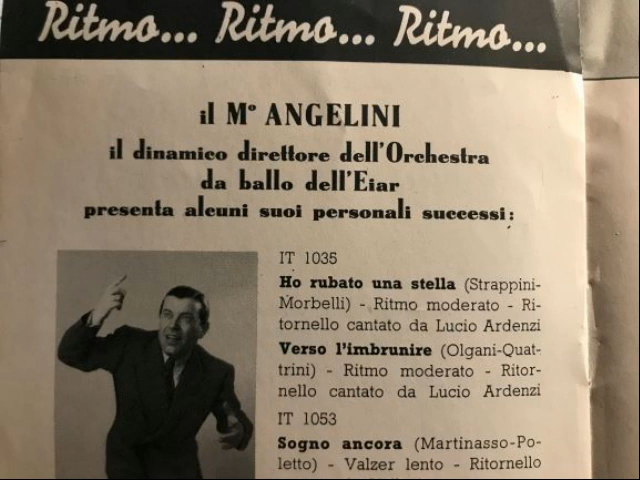 Ritmo... Ritmo... Ritmo...
il M° ANGELINI
il dinamico direttore dell'Orchestra
da ballo dell'Eiar
presenta alcuni suoi personali successi:
IT 1035
Ho rubato una stella (Strappini-
Morbelli) - Ritmo moderato - Ri-
tornello cantato da Lucio Ardenzi
Verso l'imbrunire (Olgani-Quat-
trini) - Ritmo moderato - Ritor-
nello cantato da Lucio Ardenzi
IT 1053
Sogno ancora (Martinasso-Po-
letto) - Valzer lento - Ritornello